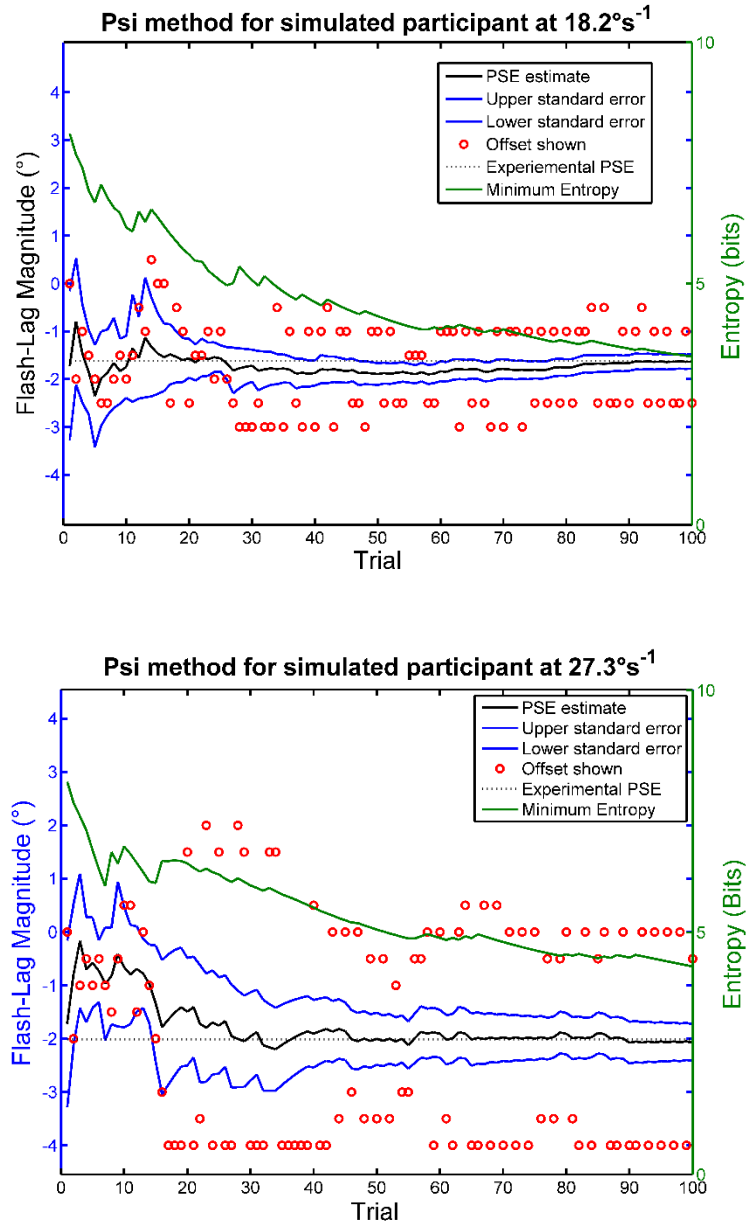 Psi method for simulated participant at 18.2°s⁻¹
10
4
3
2
1
0
-1
-2
-3
-4
Flash-Lag Magnitude (°)
PSE estimate
Upper standard error
Lower standard error
Offset shown
Experiemental PSE
Minimum Entropy
5
0
Entropy (bits)
0 10 20 30 40 50 60 70 80 90 100
Trial
Psi method for simulated participant at 27.3°s⁻¹
10
4
3
2
1
0
-1
-2
-3
-4
Flash-Lag Magnitude (°)
PSE estimate
Upper standard error
Lower standard error
Offset shown
Experimental PSE
Minimum Entropy
5
0
Entropy (Bits)
0 10 20 30 40 50 60 70 80 90 100
Trial